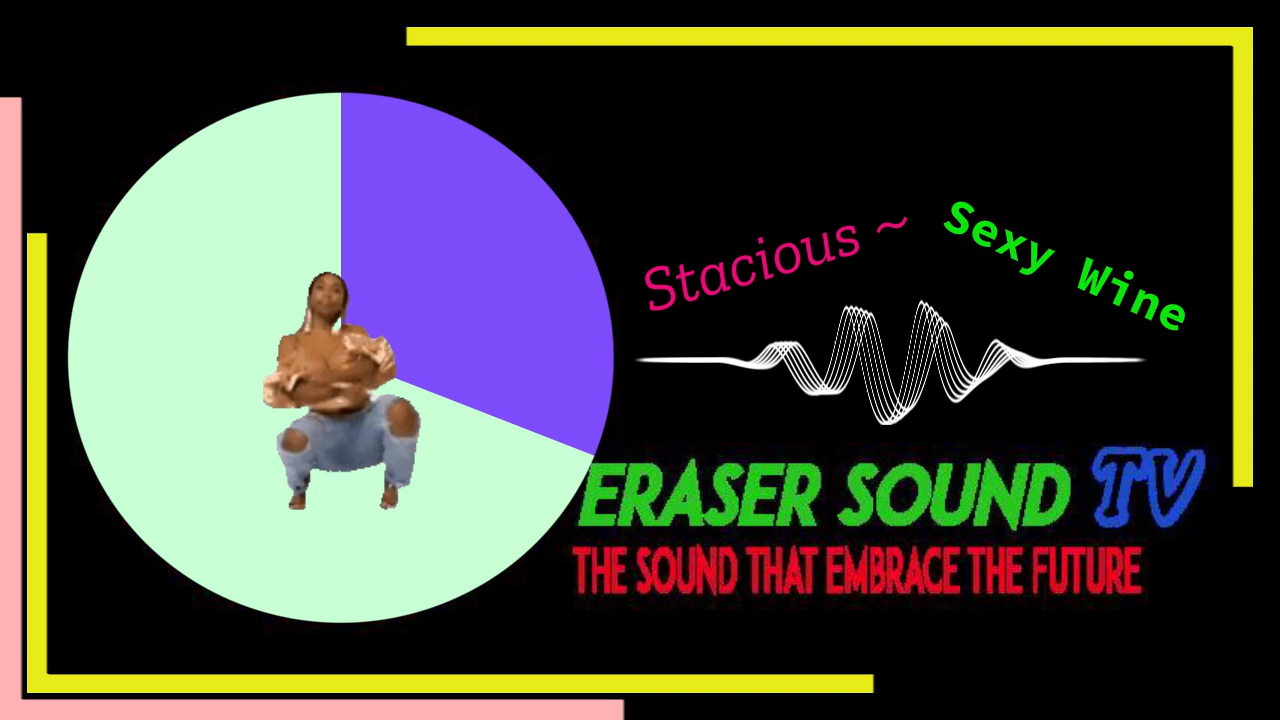 Stacious ~ Sexy Wine
ERASER SOUND TV
THE SOUND THAT EMBRACE THE FUTURE